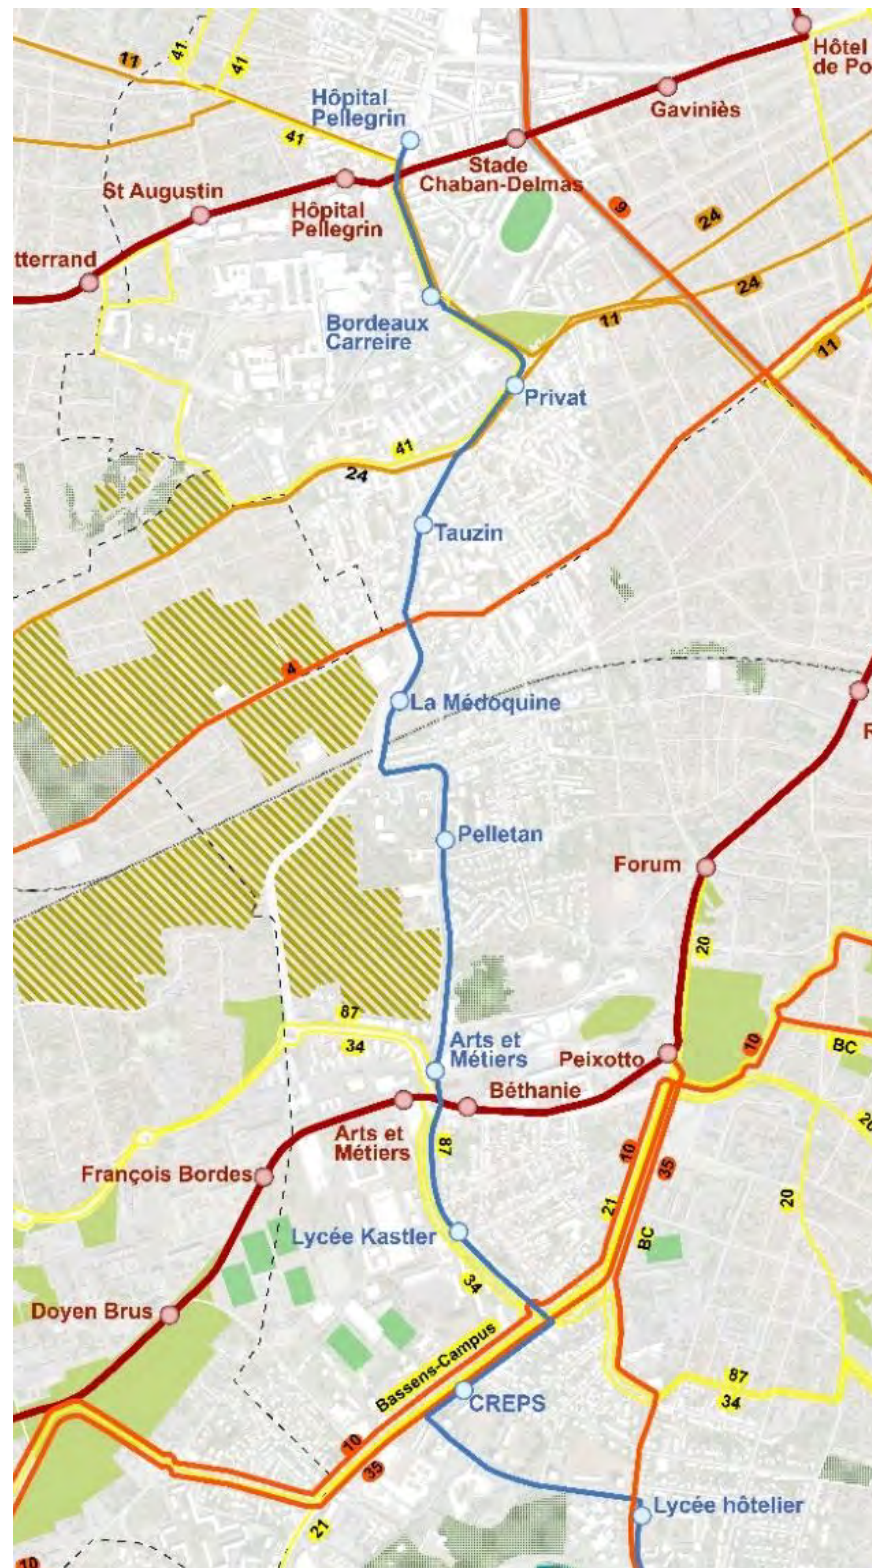 41
11
41
Hôtel
de Po
Hôpital
Pellegrin
Gaviniès
41
Stade
Chaban-Delmas
St Augustin
Hôpital
Pellegrin
9
24
tterrand
24
Bordeaux
Carreire
11
11
Privat
41
24
Tauzin
4
La Médoquine
R
Pelletan
Forum
20
87
34
Arts et
Métiers
Peixotto
10
BC
Béthanie
Arts et
Métiers
87
20
10
35
François Bordes
21
20
Lycée Kastler
BC
34
Doyen Brus
Bassens-Campus
87
34
CREPS
10
35
Lycée hôtelier
21
10